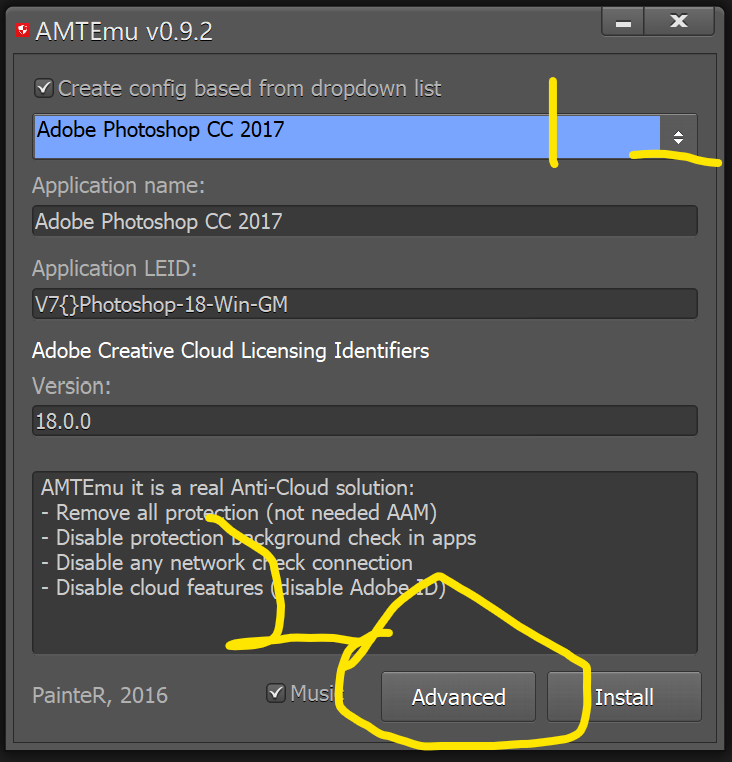 AMTEmu v0.9.2
Create config based from dropdown list
Adobe Photoshop CC 2017
Application name:
Adobe Photoshop CC 2017
Application LEID:
V7{}Photoshop-18-Win-GM
Adobe Creative Cloud Licensing Identifiers
Version:
18.0.0
AMTEmu it is a real Anti-Cloud solution:
- Remove all protection (not needed AAM)
- Disable protection background check in apps
- Disable any network check connection
- Disable cloud features (disable Adobe ID)
PainteR, 2016
Music
Advanced
Install